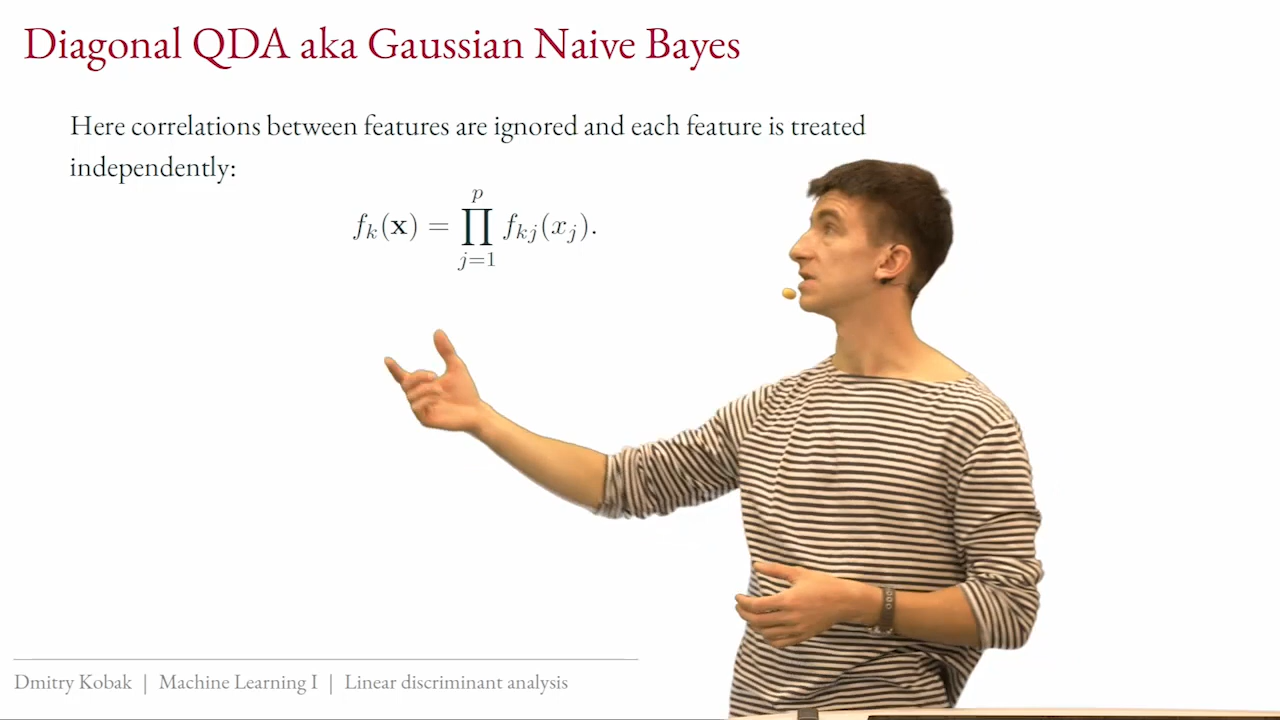 Diagonal QDA aka Gaussian Naive Bayes
Here correlations between features are ignored and each feature is treated
independently:
p
f_k(𝐱) = ∏ f_{kj}(x_j).
j=1
Dmitry Kobak | Machine Learning I | Linear discriminant analysis